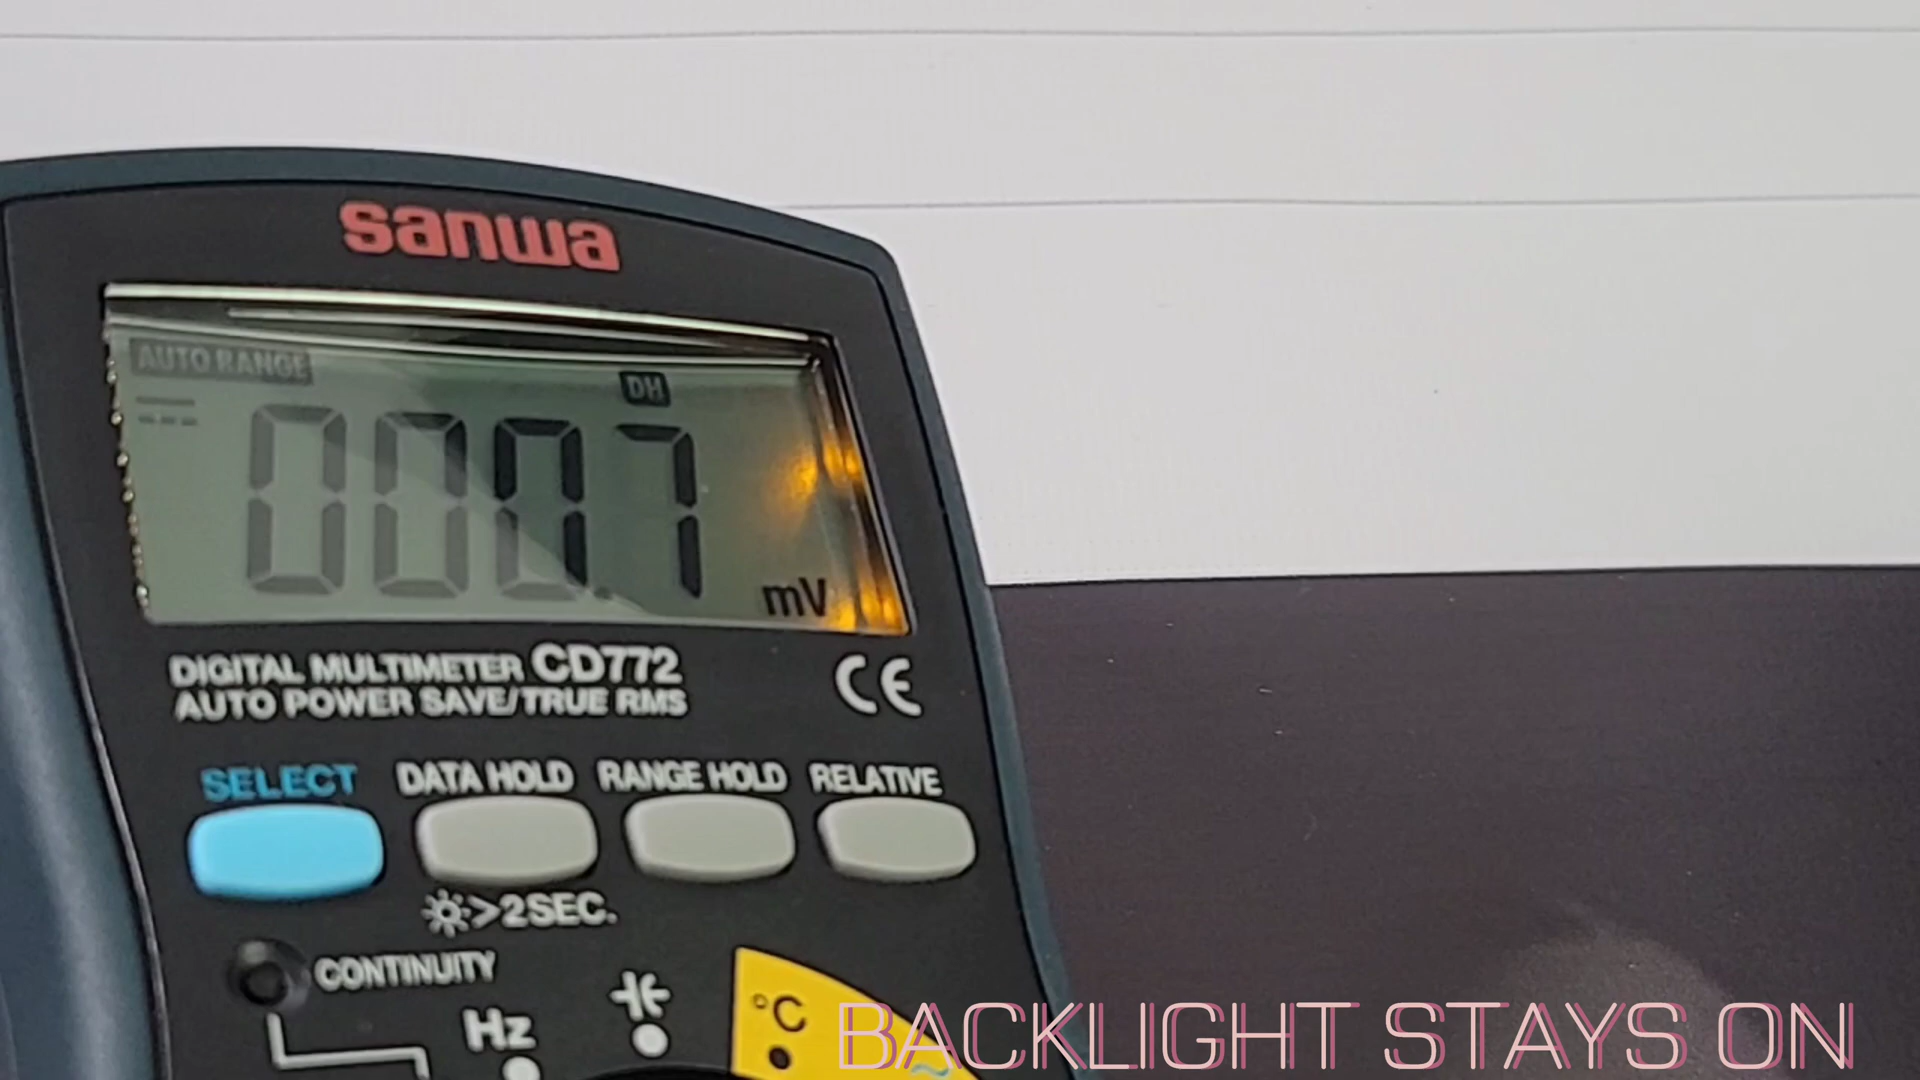 sanwa
AUTO RANGE
DH
000.7
mV
DIGITAL MULTIMETER CD772
AUTO POWER SAVE/TRUE RMS
CE
SELECT
DATA HOLD
RANGE HOLD
RELATIVE
>2SEC.
CONTINUITY
Hz
°C
BACKLIGHT STAYS ON